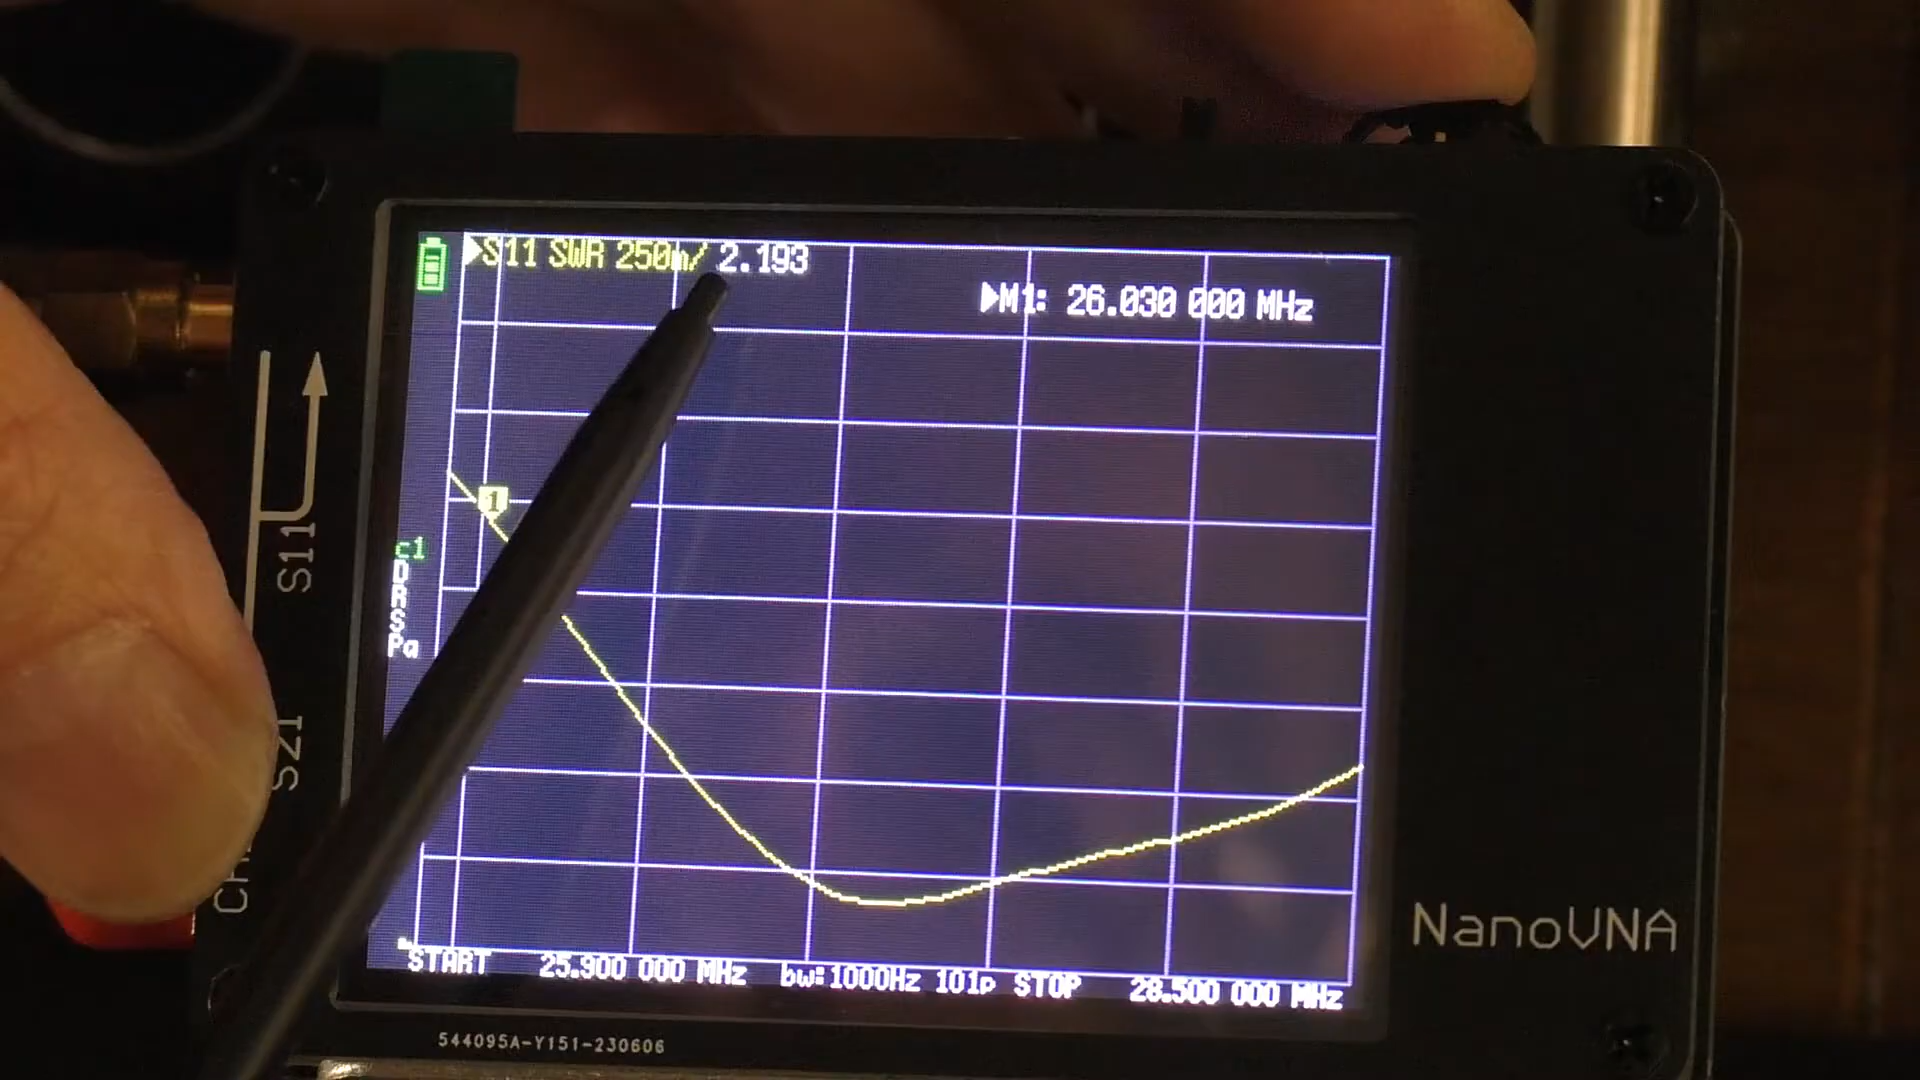 S11 SWR 250m/ 2.193
M1: 26.030 000 MHz
1
S11
c1
D
R
S
Pa
S21
NanoVNA
START 25.900 000 MHz bw:1000Hz 101p STOP 28.500 000 MHz
544095A-Y151-230606